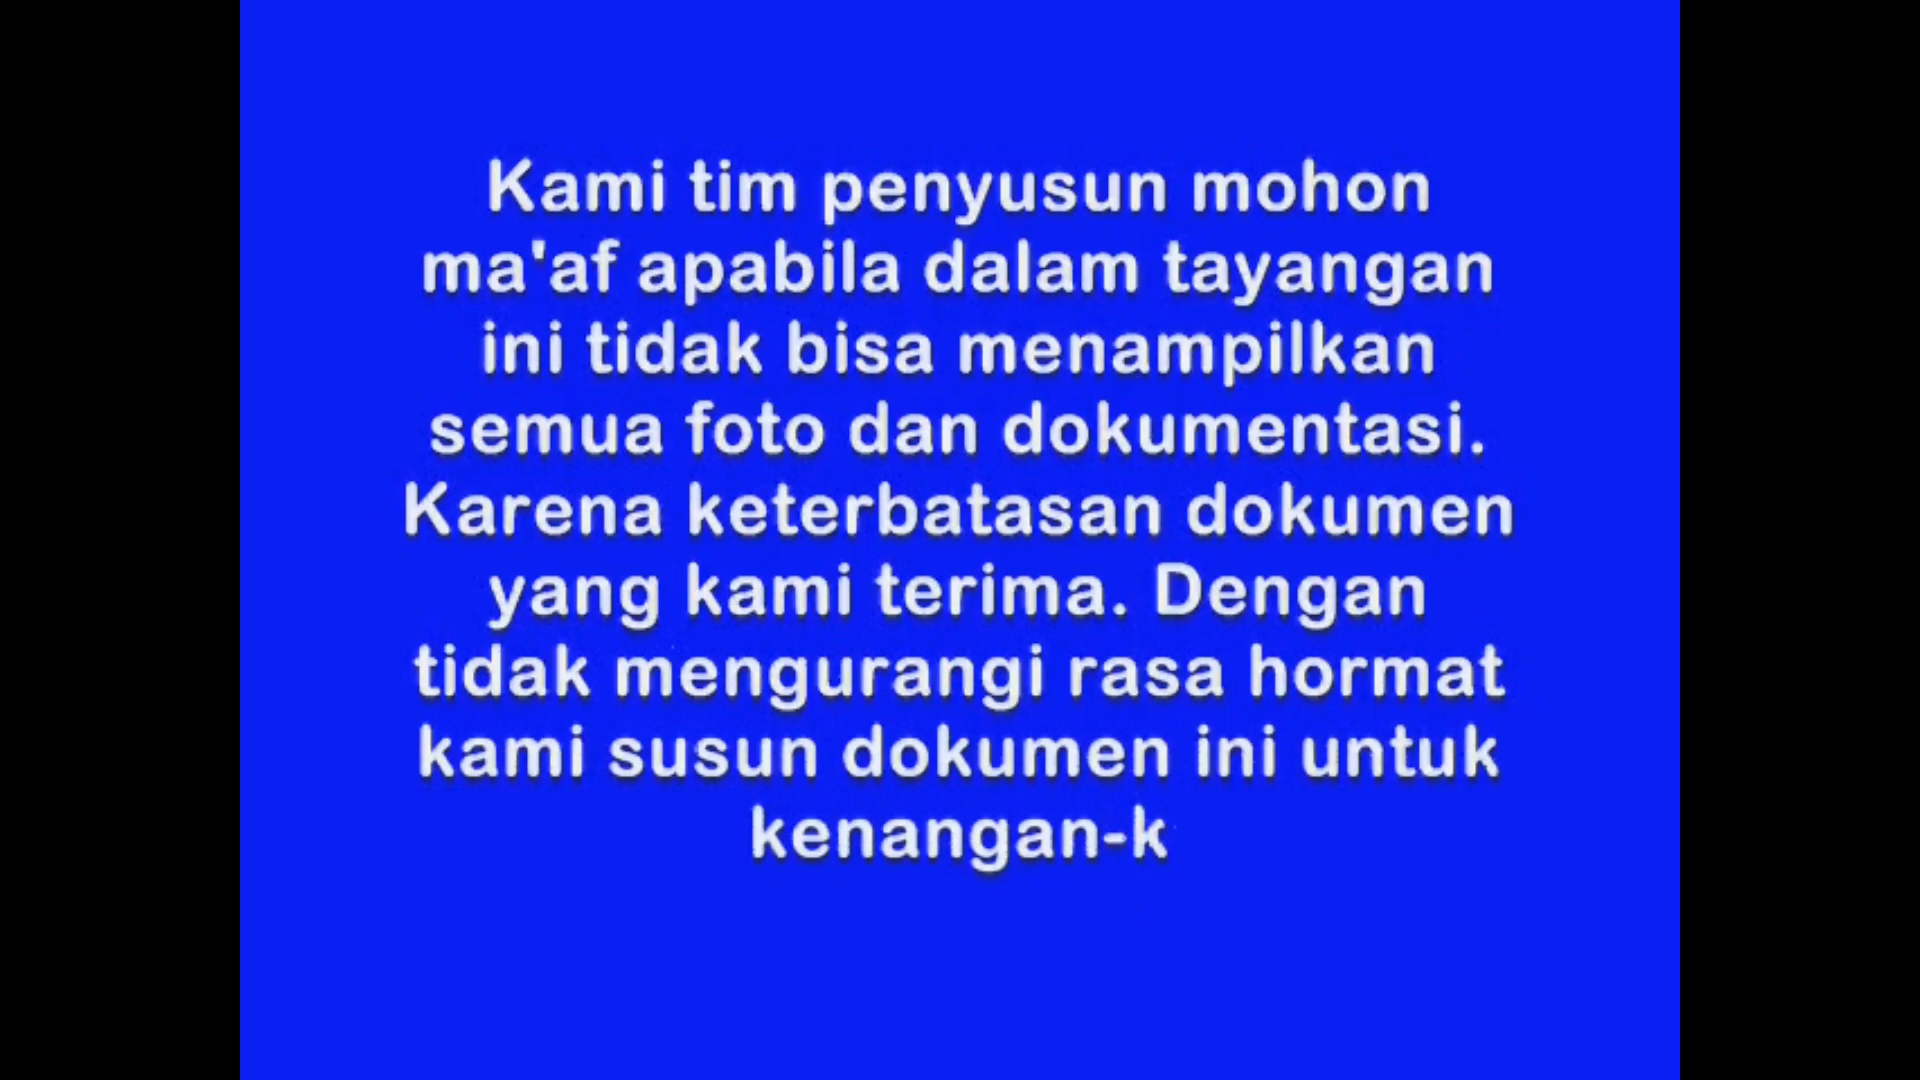 Kami tim penyusun mohon
ma'af apabila dalam tayangan
ini tidak bisa menampilkan
semua foto dan dokumentasi.
Karena keterbatasan dokumen
yang kami terima. Dengan
tidak mengurangi rasa hormat
kami susun dokumen ini untuk
kenangan-k